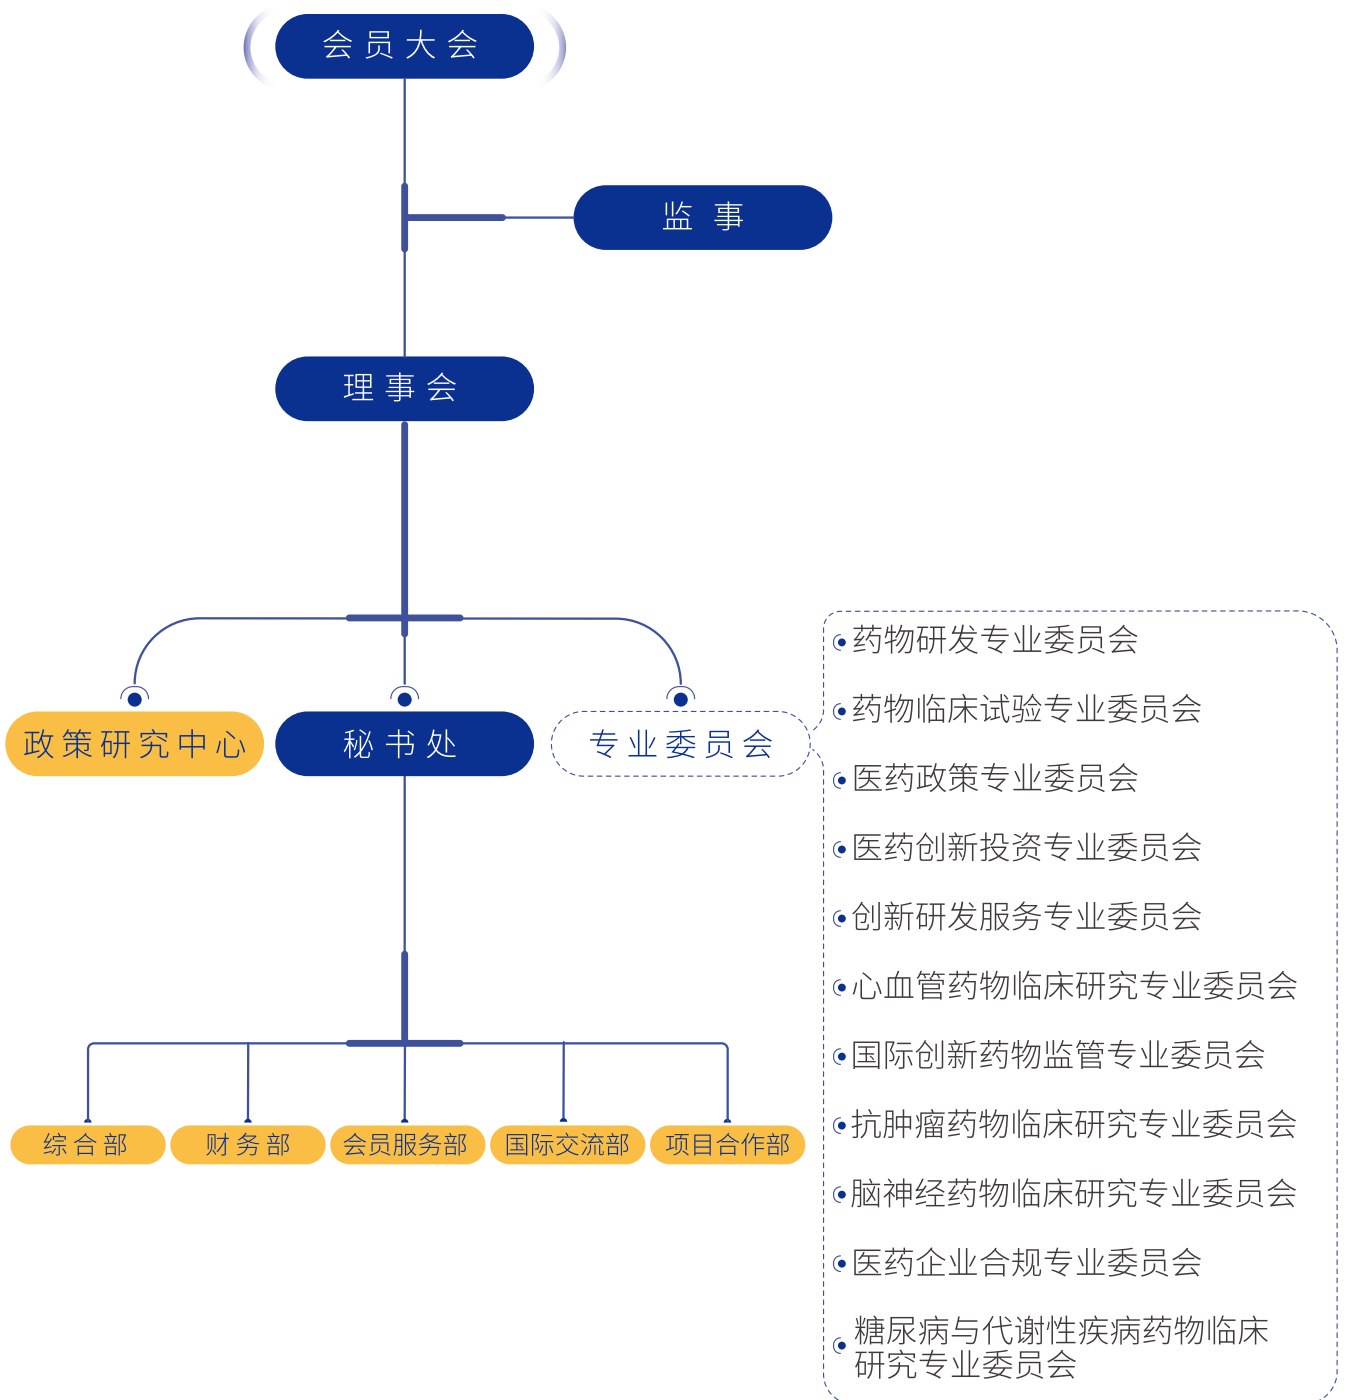 会员大会
监事
理事会
政策研究中心
秘书处
专业委员会
药物研发专业委员会
药物临床试验专业委员会
医药政策专业委员会
医药创新投资专业委员会
创新研发服务专业委员会
心血管药物临床研究专业委员会
国际创新药物监管专业委员会
抗肿瘤药物临床研究专业委员会
脑神经药物临床研究专业委员会
医药企业合规专业委员会
糖尿病与代谢性疾病药物临床
研究专业委员会
综合部
财务部
会员服务部
国际交流部
项目合作部